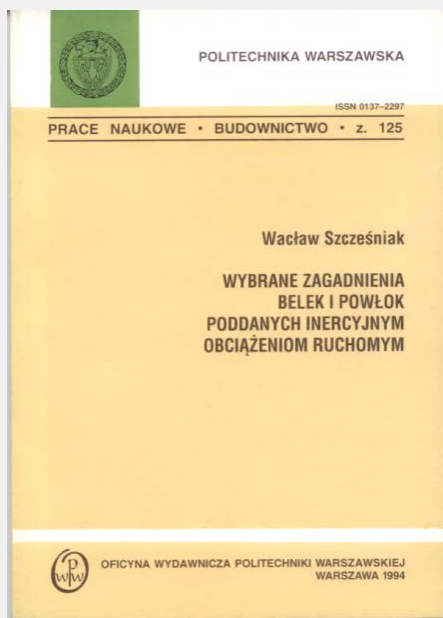 POLITECHNIKA WARSZAWSKA
ISSN 0137-2297
PRACE NAUKOWE • BUDOWNICTWO • z. 125
Wacław Szcześniak
WYBRANE ZAGADNIENIA
BELEK I POWŁOK
PODDANYCH INERCYJNYM
OBCIĄŻENIOM RUCHOMYM
OFICYNA WYDAWNICZA POLITECHNIKI WARSZAWSKIEJ
WARSZAWA 1994